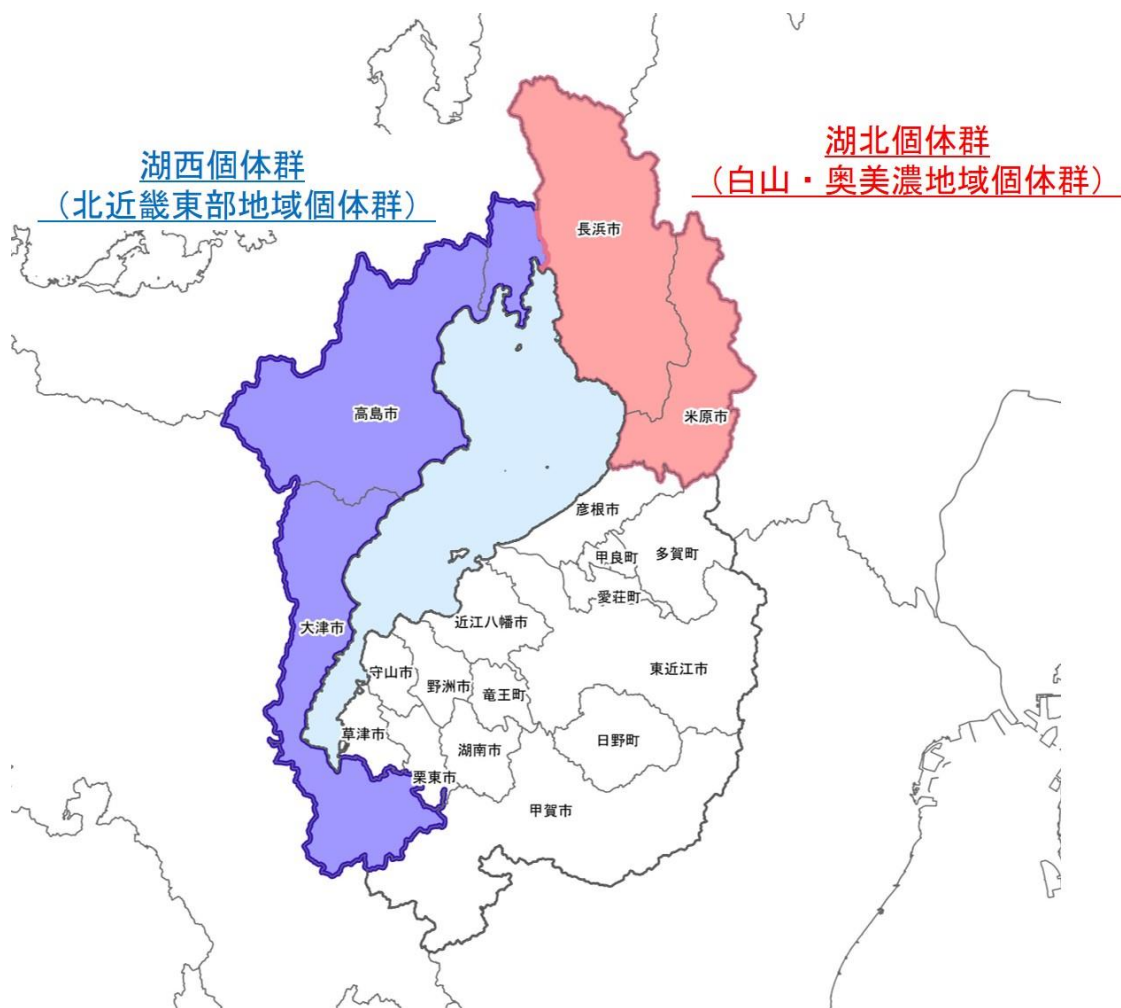 湖西個体群
（北近畿東部地域個体群）
湖北個体群
（白山・奥美濃地域個体群）
長浜市
高島市
米原市
彦根市
甲良町
多賀町
愛荘町
近江八幡市
大津市
東近江市
守山市
野洲市
竜王町
草津市
湖南市
日野町
栗東市
甲賀市